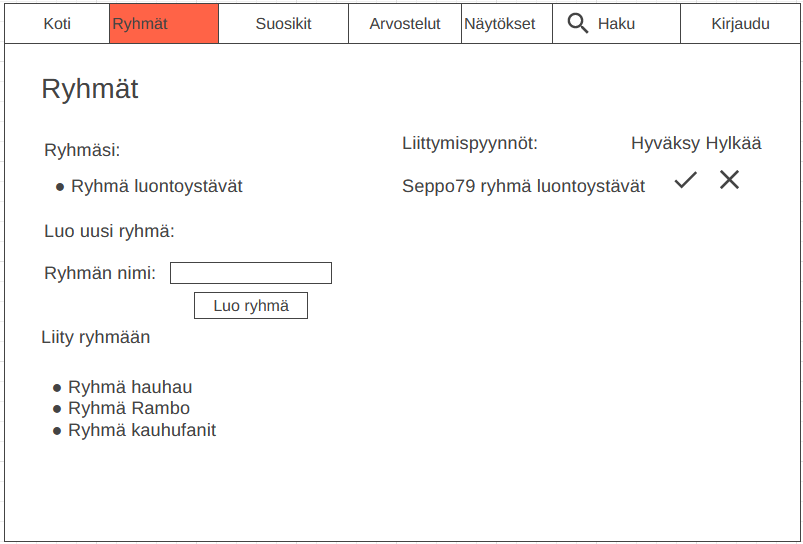 Koti Ryhmät Suosikit Arvostelut Näytökset Haku Kirjaudu
Ryhmät
Ryhmäsi:
● Ryhmä luontoystävät
Luo uusi ryhmä:
Ryhmän nimi:
Luo ryhmä
Liity ryhmään
● Ryhmä hauhau
● Ryhmä Rambo
● Ryhmä kauhufanit
Liittymispyynnöt: Hyväksy Hylkää
Seppo79 ryhmä luontoystävät